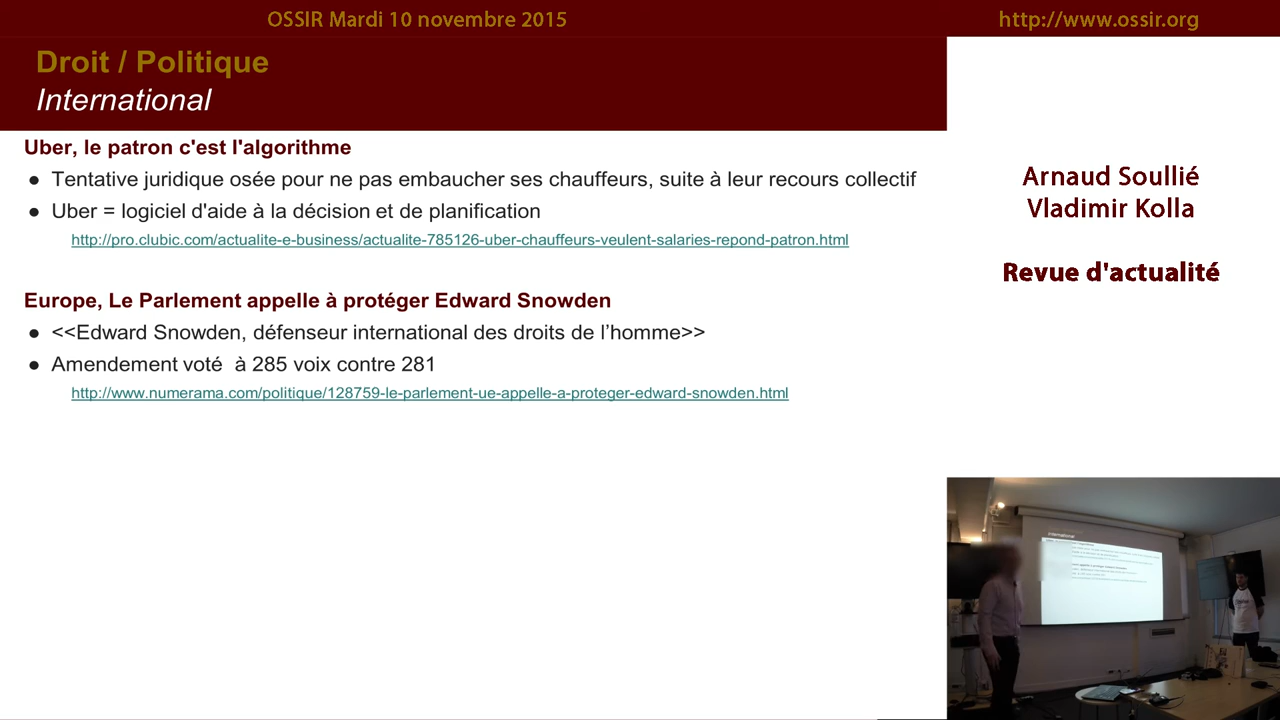 OSSIR Mardi 10 novembre 2015
http://www.ossir.org
Droit / Politique
International
Uber, le patron c'est l'algorithme
● Tentative juridique osée pour ne pas embaucher ses chauffeurs, suite à leur recours collectif
● Uber = logiciel d'aide à la décision et de planification
http://pro.clubic.com/actualite-e-business/actualite-785126-uber-chauffeurs-veulent-salaries-repond-patron.html
Europe, Le Parlement appelle à protéger Edward Snowden
● <<Edward Snowden, défenseur international des droits de l’homme>>
● Amendement voté  à 285 voix contre 281
http://www.numerama.com/politique/128759-le-parlement-ue-appelle-a-proteger-edward-snowden.html
Arnaud Soullié
Vladimir Kolla
Revue d'actualité
International